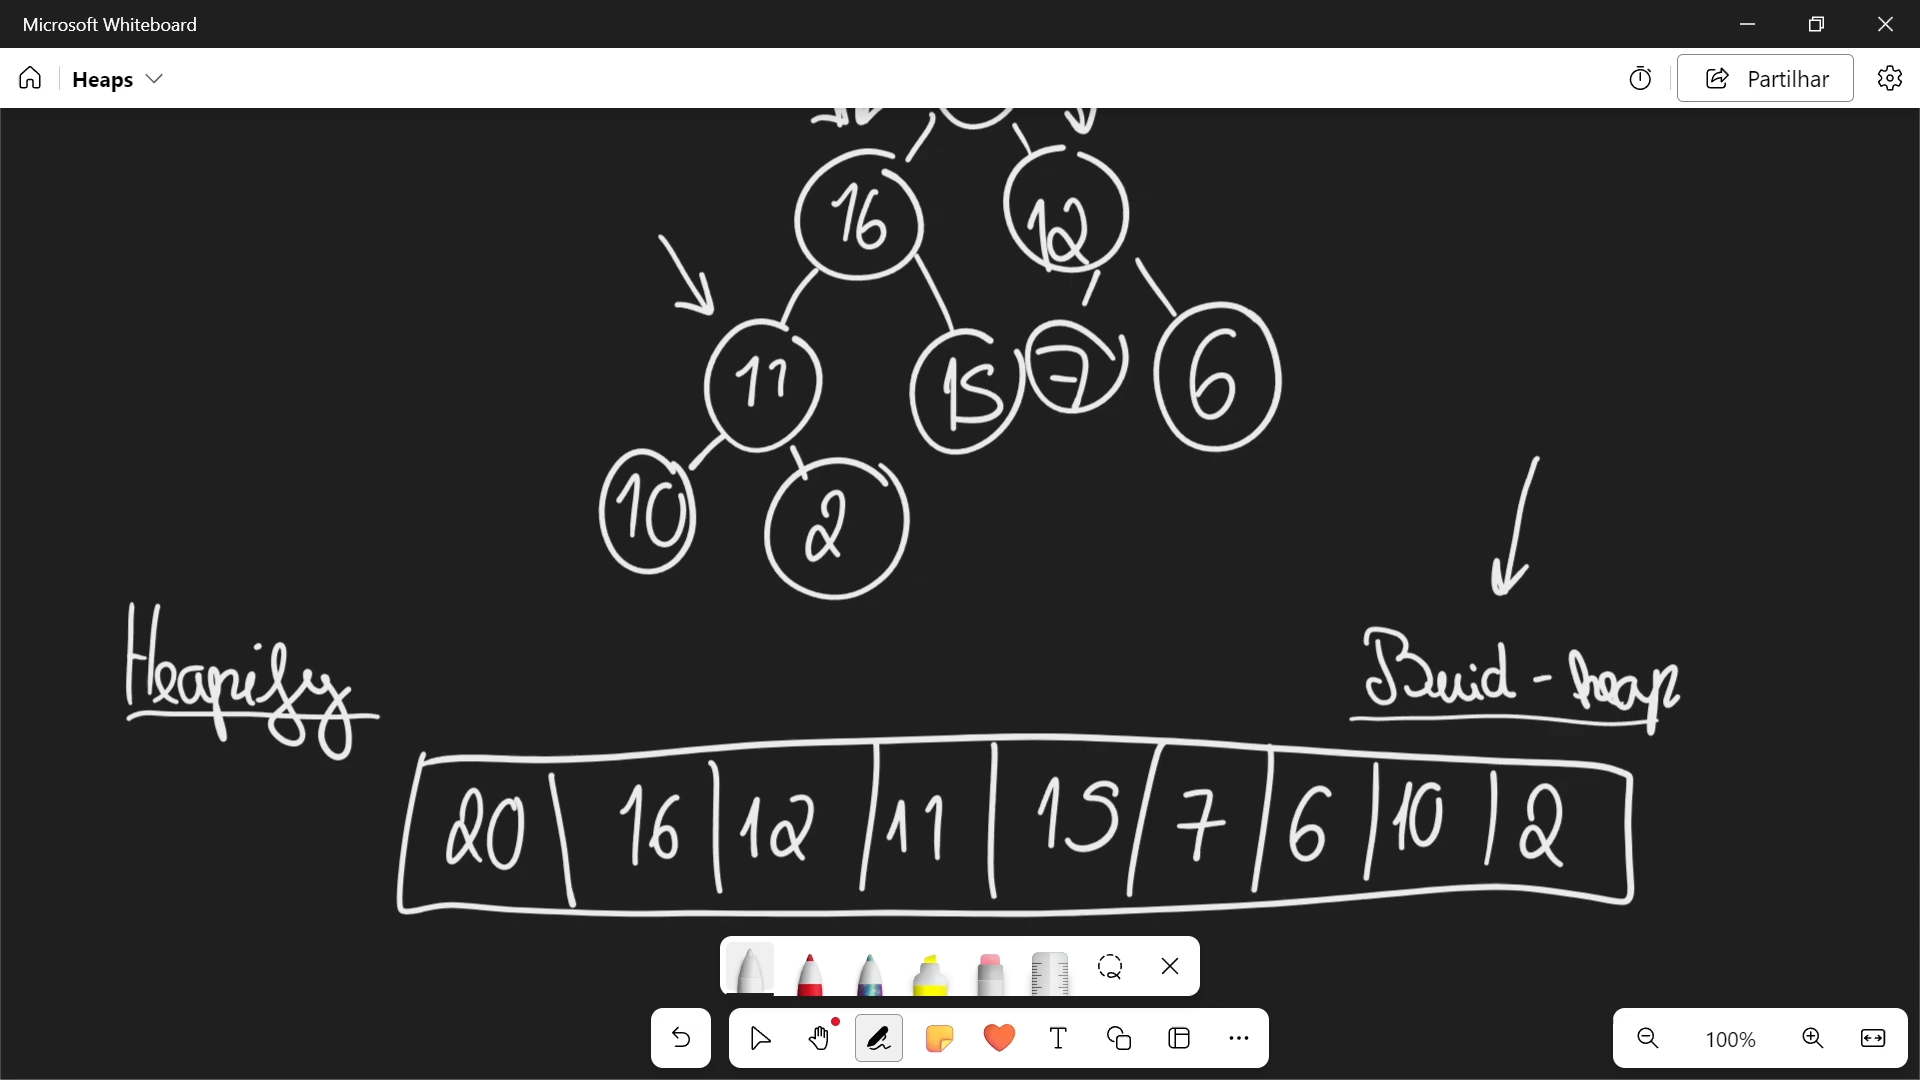 Microsoft Whiteboard
Heaps
Partilhar
16
12
11
15
7
6
10
2
Heapify
Buid-heap
20 16 12 11 15 7 6 10 2
100%